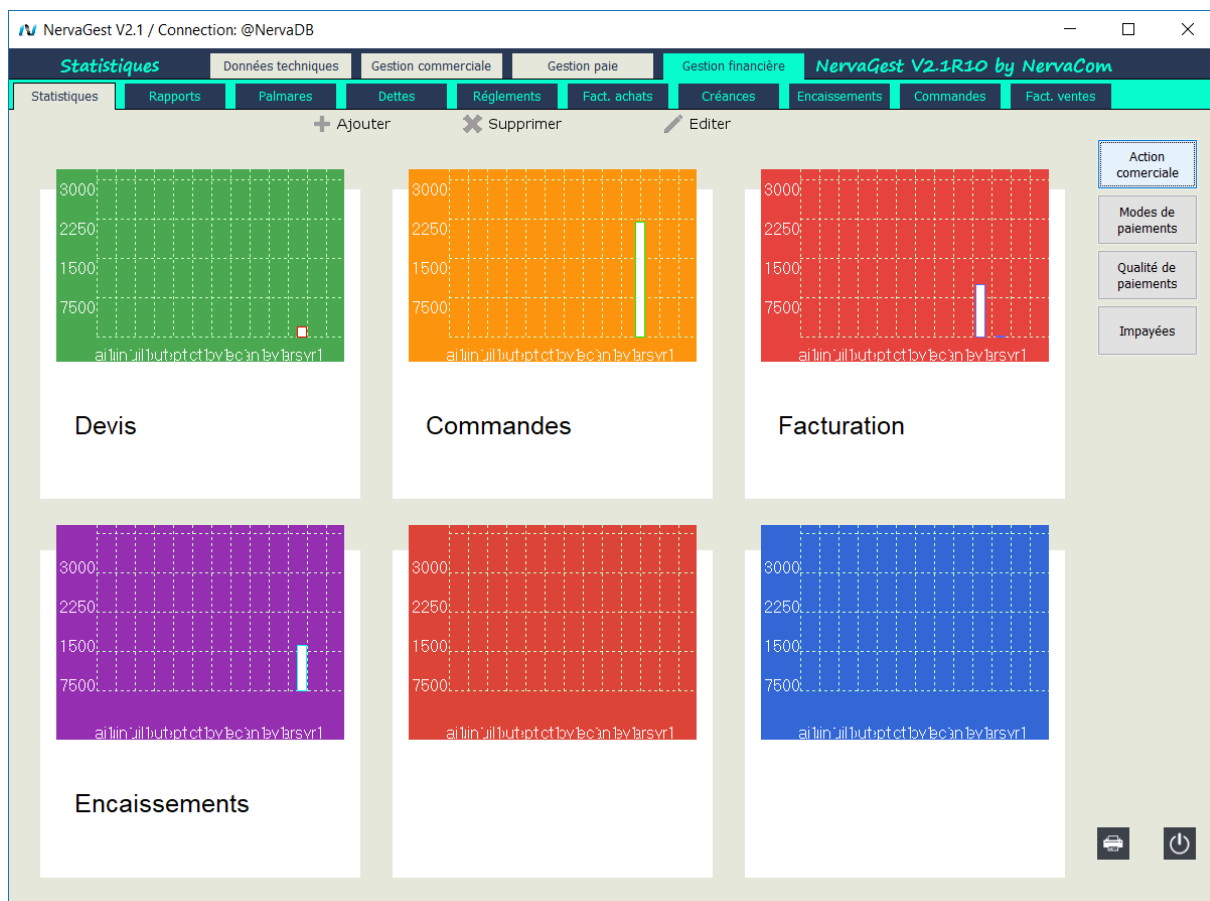 NervaGest V2.1 / Connection: @NervaDB
Statistiques Données techniques Gestion commerciale Gestion paie Gestion financière NervaGest V2.1R10 by NervaCom
Statistiques Rapports Palmares Dettes Réglements Fact. achats Créances Encaissements Commandes Fact. ventes
Ajouter Supprimer Editer
Action
comerciale
Modes de
paiements
Qualité de
paiements
Impayées
3000
2250
1500
7500
Devis
3000
2250
1500
7500
Commandes
3000
2250
1500
7500
Facturation
3000
2250
1500
7500
Encaissements
3000
2250
1500
7500
3000
2250
1500
7500